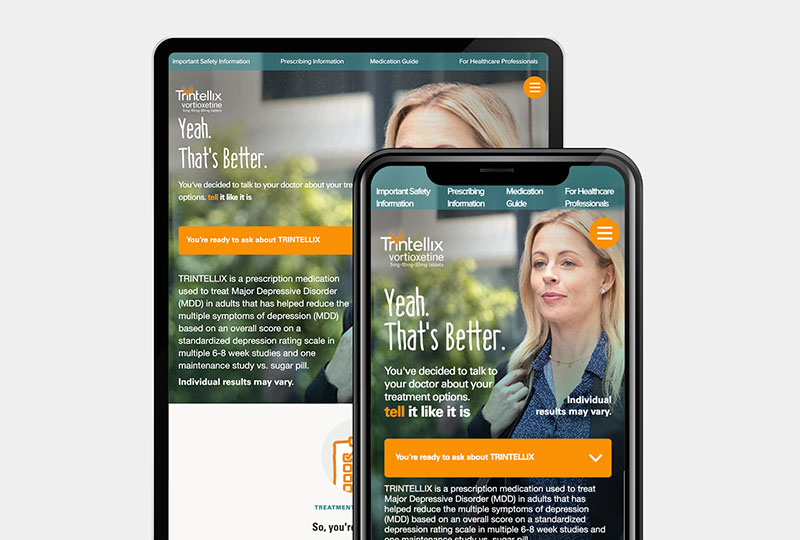 Important Safety Information Prescribing Information Medication Guide For Healthcare Professionals
Trintellix
vortioxetine
5mg•10mg•20mg tablets
Yeah.
That's Better.
You've decided to talk to your doctor about your
options. tell it like it is
You're ready to ask about TRINTELLIX
TRINTELLIX is a prescription medication
used to treat Major Depressive Disorder
(MDD) in adults that has helped reduce the
multiple symptoms of depression (MDD)
based on an overall score on a
standardized depression rating scale in
multiple 6-8 week studies and one
maintenance study vs. sugar pill.
Individual results may vary.
TREATMENT
So, you're
Important Safety
Information
Prescribing
Information
Medication
Guide
For Healthcare
Professionals
Trintellix
vortioxetine
5mg•10mg•20mg tablets
Yeah.
That's Better.
You've decided to talk to
your doctor about your
treatment options.
tell it like it is
Individual
results may vary.
You're ready to ask about TRINTELLIX
TRINTELLIX is a prescription medication used to treat
Major Depressive Disorder (MDD) in adults that has
helped reduce the multiple symptoms of depression
(MDD) based on an overall score on a standardized
depression rating scale in multiple 6-8 week studies and
one maintenance study vs. sugar pill.